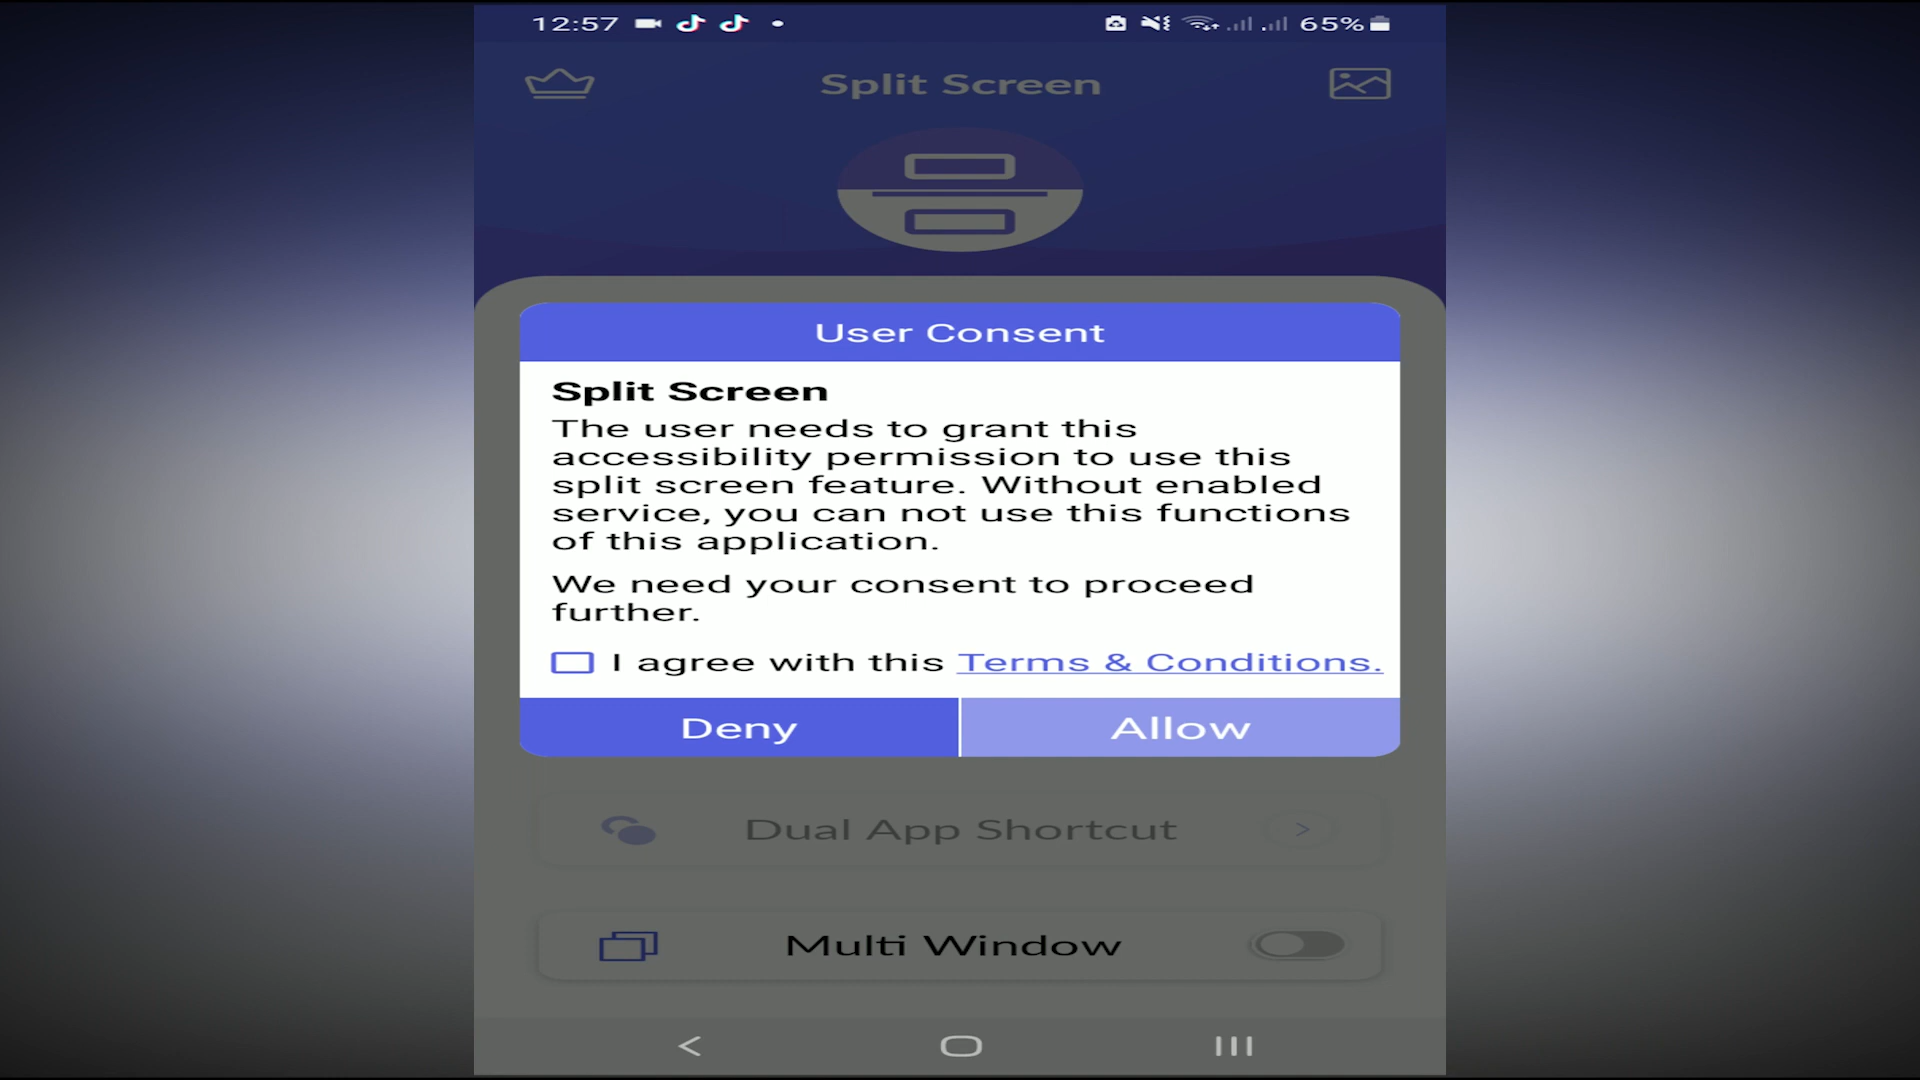 12:57 65%
Split Screen
User Consent
Split Screen
The user needs to grant this
accessibility permission to use this
split screen feature. Without enabled
service, you can not use this functions
of this application.
We need your consent to proceed
further.
I agree with this Terms & Conditions.
Deny Allow
Dual App Shortcut >
Multi Window